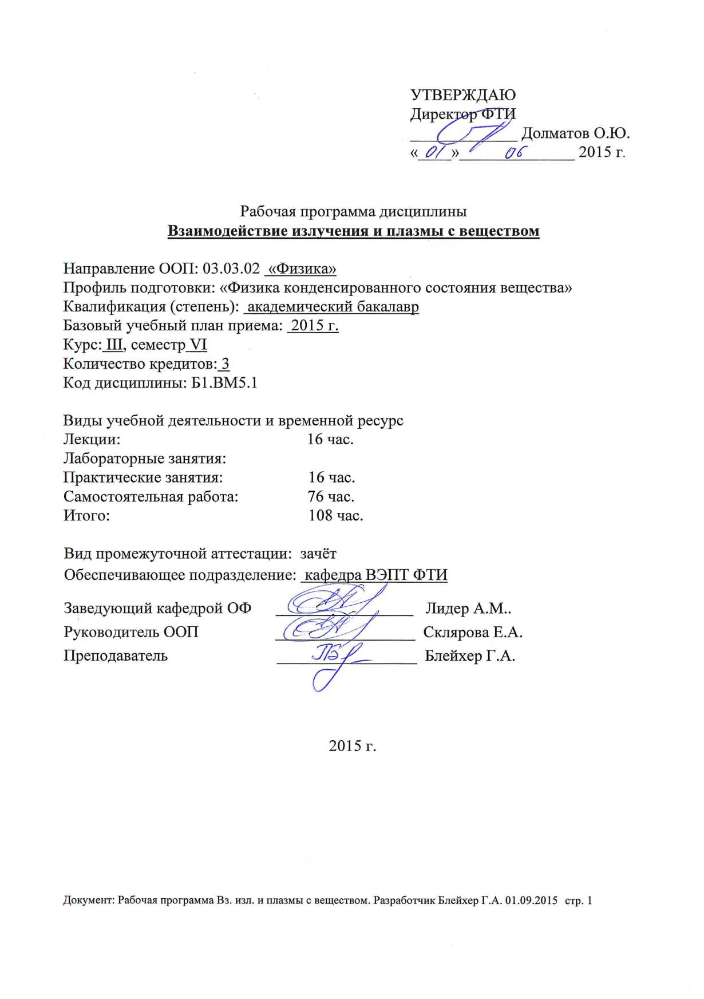 УТВЕРЖДАЮ
Директор ФТИ
Долматов О.Ю.
«01» 06 2015 г.
Рабочая программа дисциплины
Взаимодействие излучения и плазмы с веществом
Направление ООП: 03.03.02 «Физика»
Профиль подготовки: «Физика конденсированного состояния вещества»
Квалификация (степень): академический бакалавр
Базовый учебный план приема: 2015 г.
Курс: III, семестр VI
Количество кредитов: 3
Код дисциплины: Б1.ВМ5.1
Виды учебной деятельности и временной ресурс
Лекции: 16 час.
Лабораторные занятия:
Практические занятия: 16 час.
Самостоятельная работа: 76 час.
Итого: 108 час.
Вид промежуточной аттестации: зачёт
Обеспечивающее подразделение: кафедра ВЭПТ ФТИ
Заведующий кафедрой ОФ Лидер А.М..
Руководитель ООП Склярова Е.А.
Преподаватель Блейхер Г.А.
2015 г.
Документ: Рабочая программа Вз. изл. и плазмы с веществом. Разработчик Блейхер Г.А. 01.09.2015 стр. 1